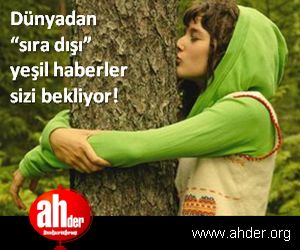 Dünyadan
“sıra dışı”
yeşil haberler
sizi bekliyor!
ahder
www.ahder.org